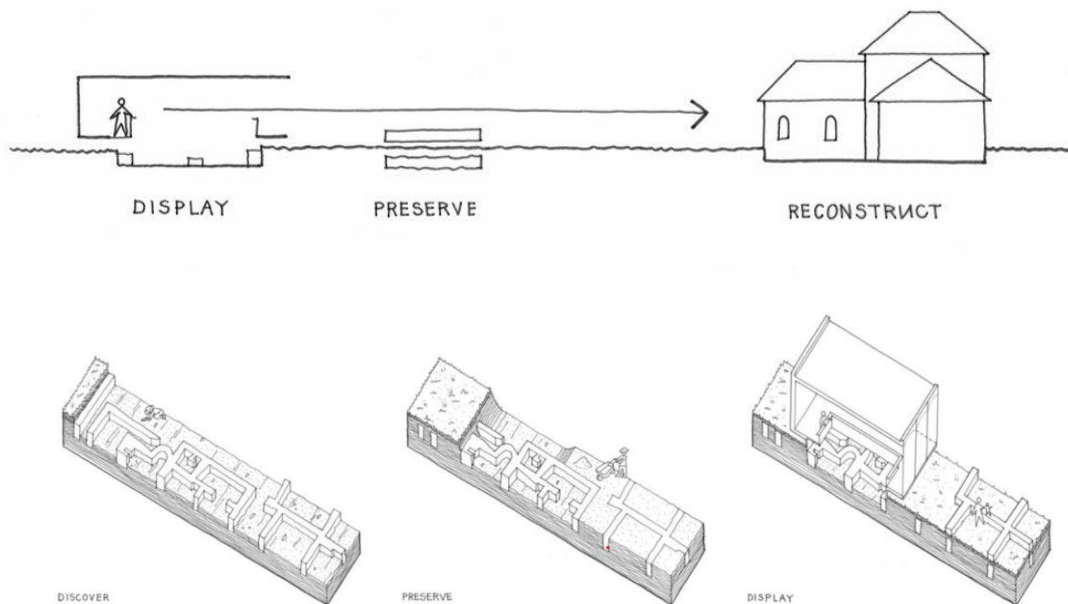 DISPLAY
PRESERVE
RECONSTRUCT
DISCOVER
PRESERVE
DISPLAY